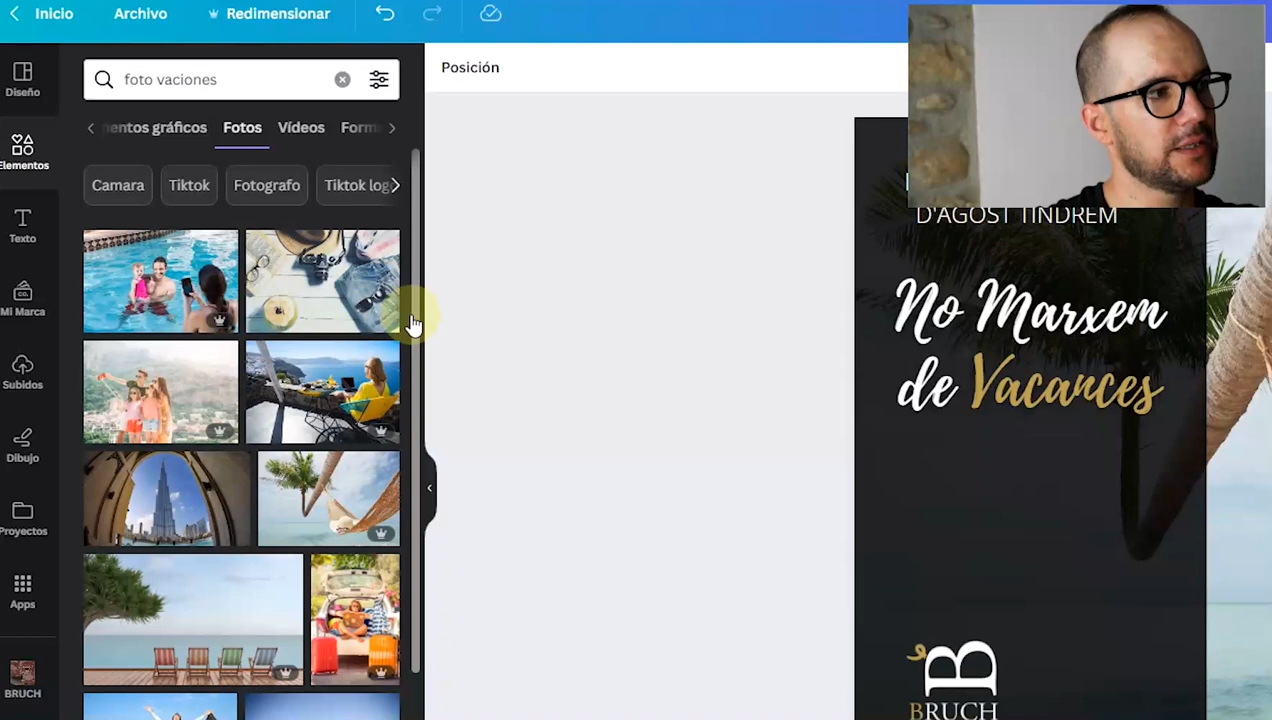 Inicio
Archivo
Redimensionar
Diseño
Elementos
Texto
Mi Marca
Subidos
Dibujo
Proyectos
Apps
BRUCH
foto vaciones
entos gráficos
Fotos
Vídeos
Form
Camara
Tiktok
Fotografo
Tiktok log
Posición
D'AGOST TINDREM
No Marxem
de Vacances
B
BRUCH